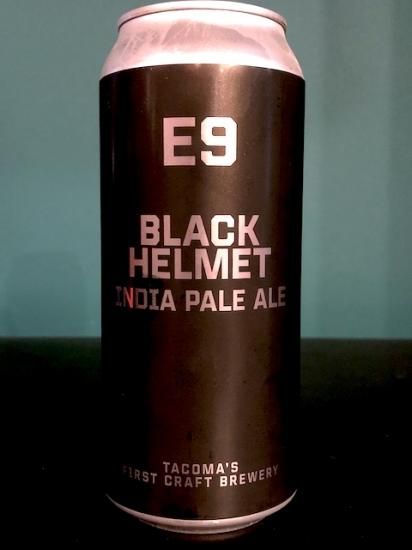 E9
BLACK
HELMET
INDIA PALE ALE
TACOMA'S
FIRST CRAFT BREWERY